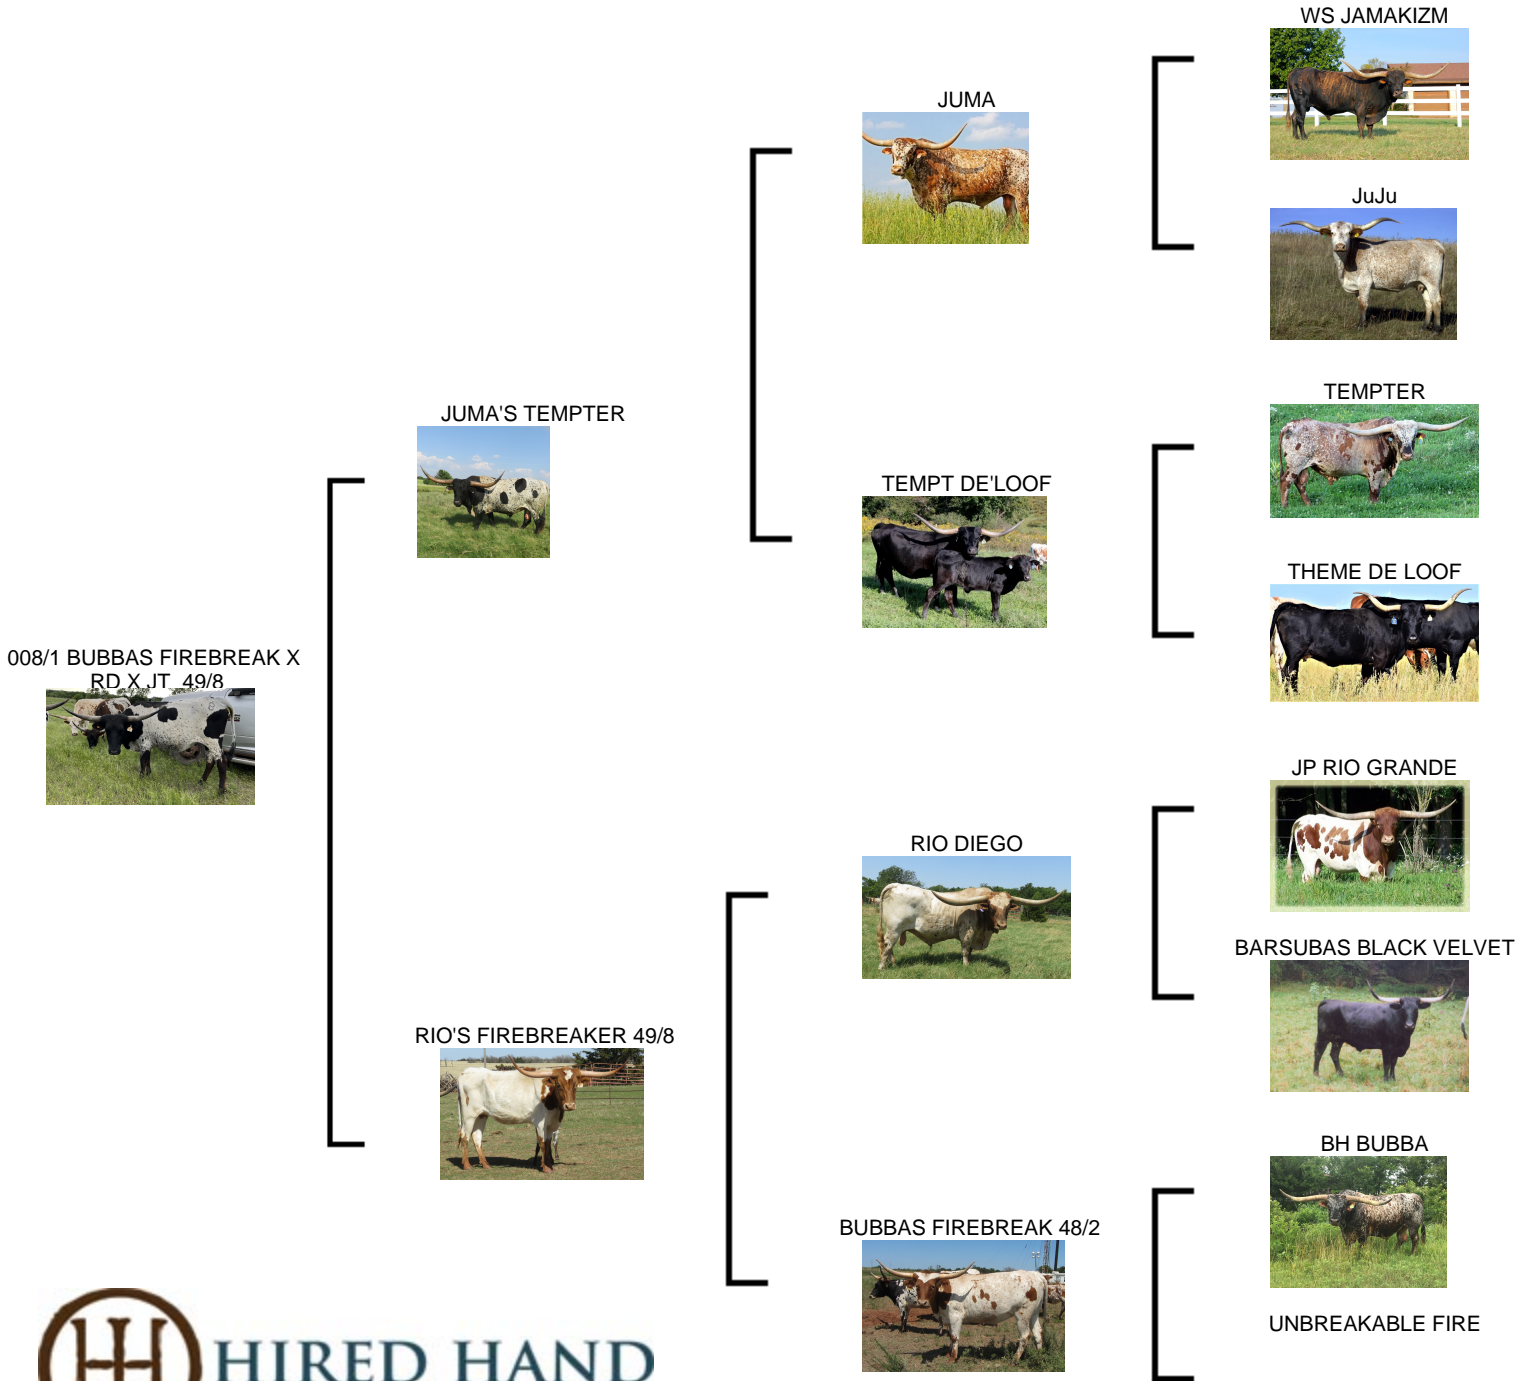 WS JAMAKIZM
JUMA
JuJu
TEMPTER
JUMA'S TEMPTER
TEMPT DE'LOOF
THEME DE LOOF
008/1 BUBBAS FIREBREAK X
RD X JT 49/8
JP RIO GRANDE
RIO DIEGO
BARSUBAS BLACK VELVET
RIO'S FIREBREAKER 49/8
BH BUBBA
BUBBAS FIREBREAK 48/2
UNBREAKABLE FIRE
HIRED HAND